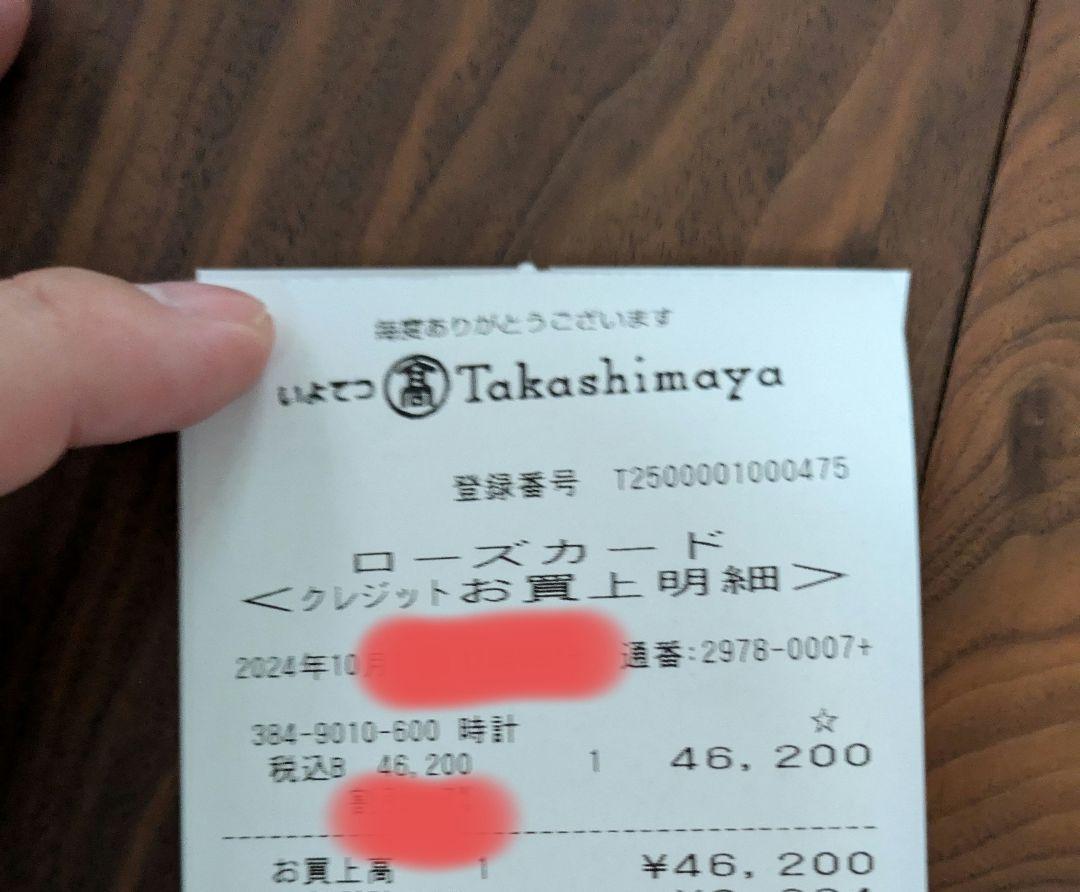 毎度ありがとうございます
いよてつ 髙 Takashimaya
登録番号 T2500001000475
ローズカード
<クレジットお買上明細>
2024年10月 通番:2978-0007+
384-9010-600 時計 ☆
税込B 46,200 1 46,200
お買上高 1 ¥46,200